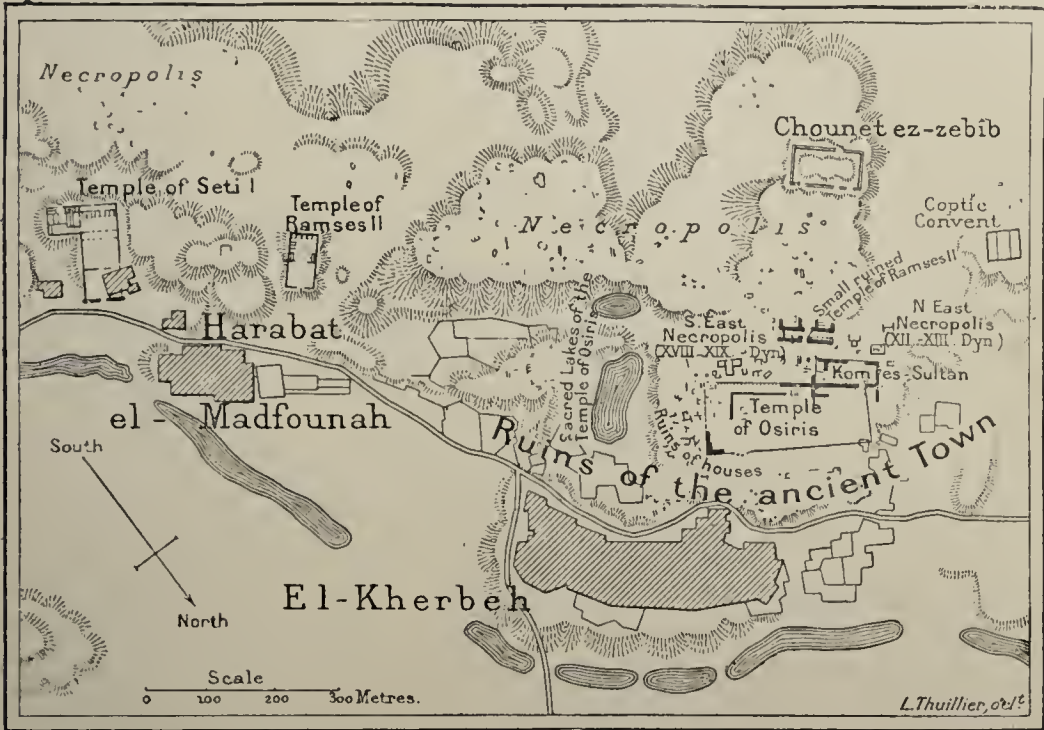 Necropolis
Chounet ez-zebib
Temple of Seti I
Temple of
Ramses II
Necropolis
Coptic
Convent
Small ruined
Temple of Ramses II
Harabat
Sacred Lakes of the
Temple of Osiris
S. East
Necropolis
(XVIII-XIX-Dyn)
N East
Necropolis
(XII-XIII Dyn)
Kom-es-Sultan
el-Madfounah
Temple
of Osiris
Ruins of houses
Ruins of the ancient Town
South
North
El-Kherbeh
Scale
0 100 200 300 Metres.
L. Thuillier, delt